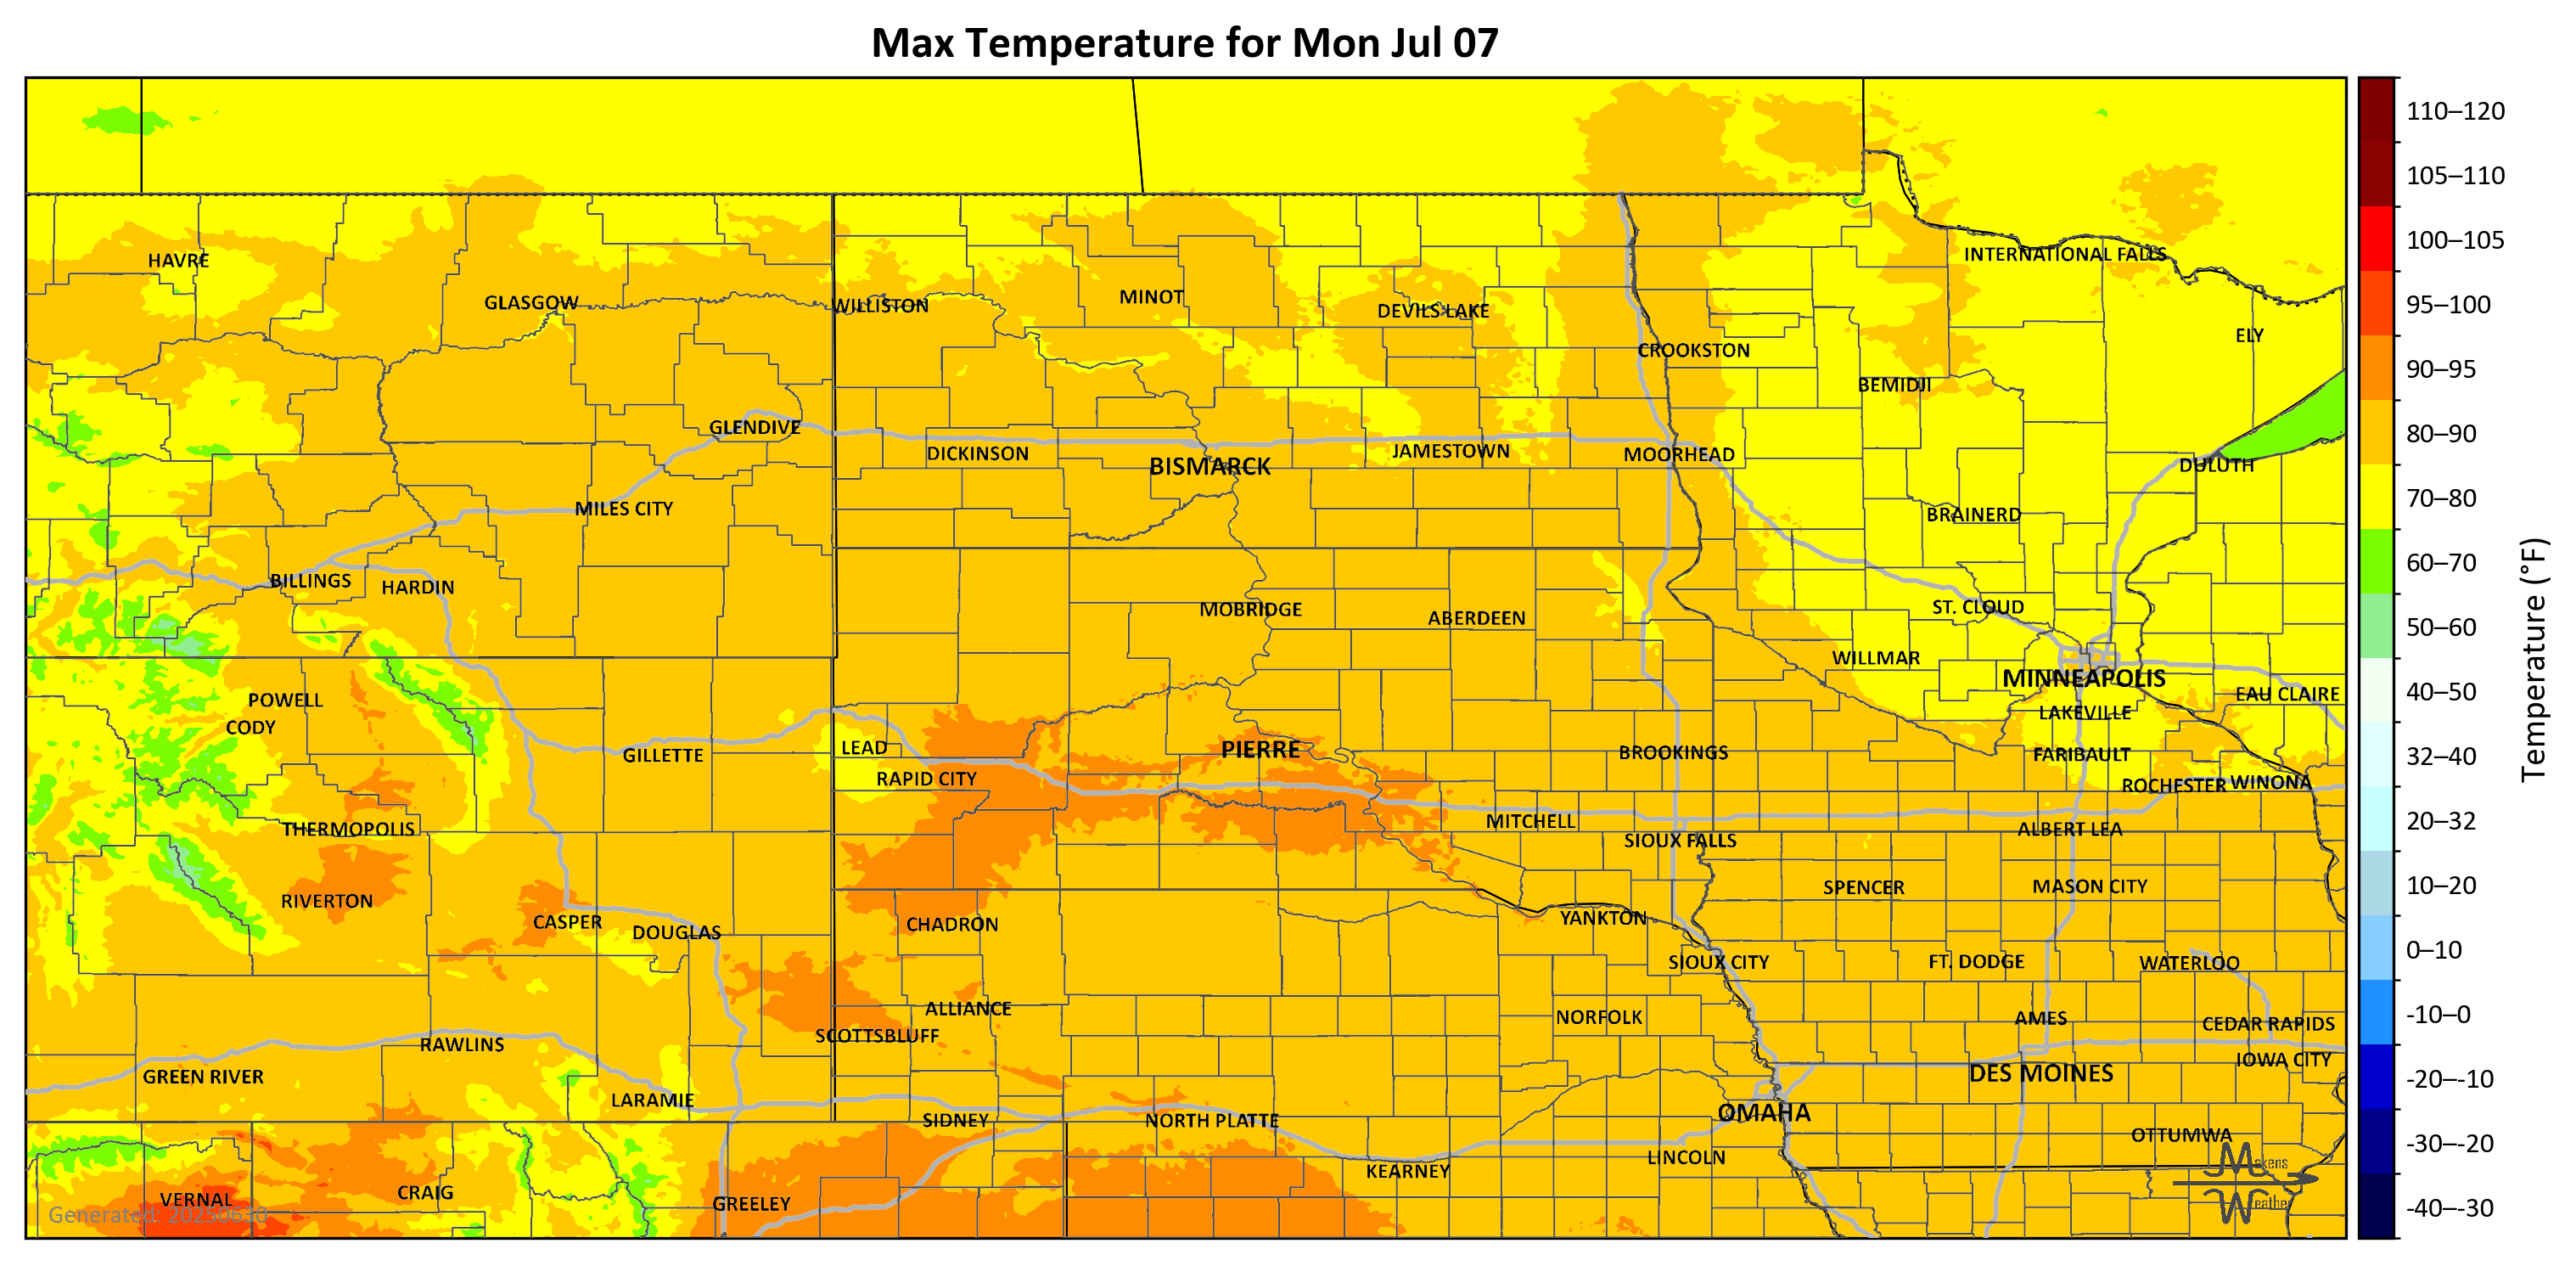 Max Temperature for Mon Jul 07
110–120
105–110
100–105
95–100
90–95
80–90
70–80
60–70
50–60
40–50
32–40
20–32
10–20
0–10
-10–0
-20–-10
-30–-20
-40–-30
Temperature (°F)
HAVRE
INTERNATIONAL FALLS
GLASGOW
WILLISTON
MINOT
DEVILS LAKE
ELY
CROOKSTON
BEMIDJI
GLENDIVE
DICKINSON
BISMARCK
JAMESTOWN
MOORHEAD
DULUTH
MILES CITY
BRAINERD
BILLINGS
HARDIN
MOBRIDGE
ABERDEEN
ST. CLOUD
WILLMAR
MINNEAPOLIS
POWELL
EAU CLAIRE
CODY
LAKEVILLE
GILLETTE
LEAD
PIERRE
BROOKINGS
FARIBAULT
RAPID CITY
ROCHESTER
WINONA
THERMOPOLIS
MITCHELL
SIOUX FALLS
ALBERT LEA
RIVERTON
SPENCER
MASON CITY
CASPER
DOUGLAS
CHADRON
YANKTON
SIOUX CITY
FT. DODGE
WATERLOO
ALLIANCE
NORFOLK
AMES
CEDAR RAPIDS
SCOTTSBLUFF
RAWLINS
IOWA CITY
GREEN RIVER
DES MOINES
LARAMIE
SIDNEY
NORTH PLATTE
OMAHA
OTTUMWA
KEARNEY
LINCOLN
VERNAL
CRAIG
GREELEY
Generated: 20250630
Makens
Weather